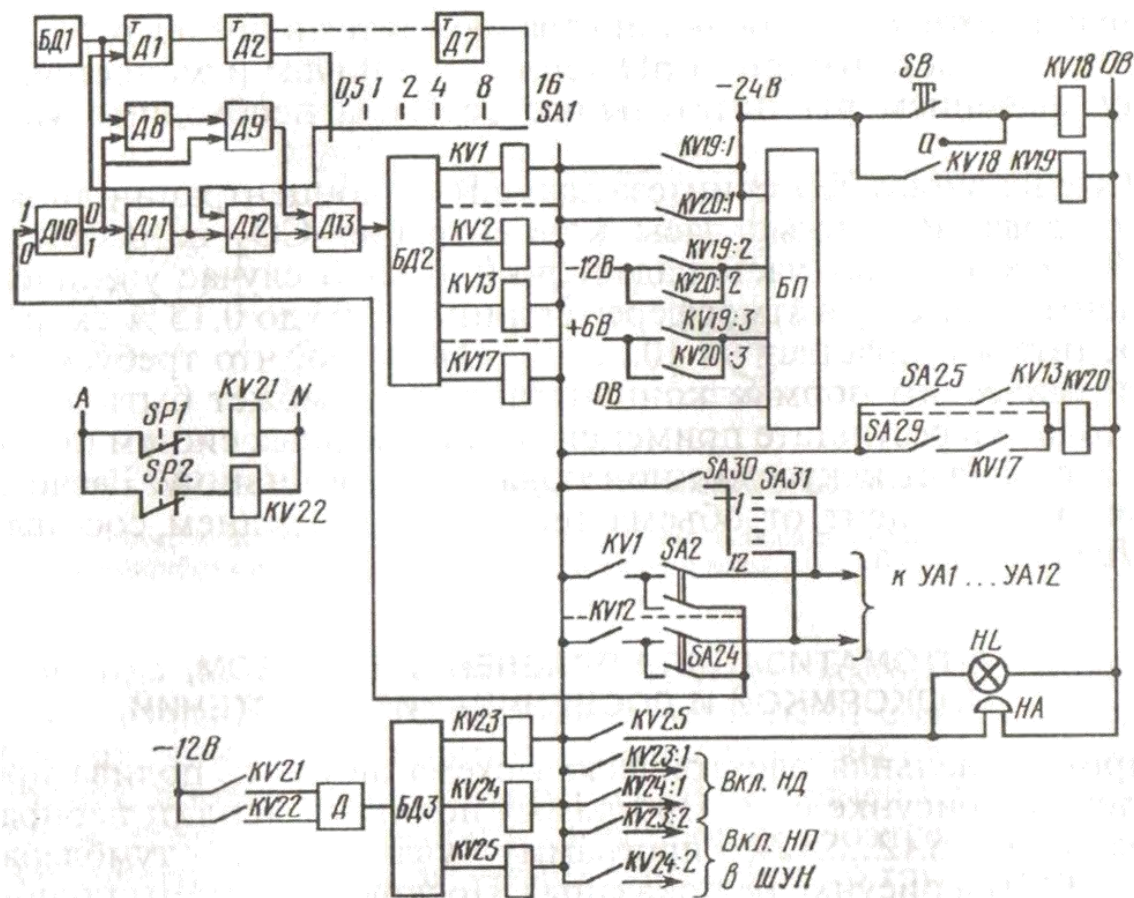 БД1
т Д1
т Д2
т Д7
0,5 1 2 4 8 16
SA1
-24В
SB
KV18
0В
Д8
Д9
KV1
KV19:1
а
KV18
KV19
1
0
Д10
0
1
Д11
Д12
Д13
БД2
KV20:1
KV2
-12В
KV19:2
KV20:2
БП
KV13
+6В
KV19:3
KV20:3
KV17
0В
SA25
KV13
KV20
SA29
KV17
A
SP1
KV21
N
SP2
KV22
SA30
1
SA31
12
KV1
SA2
к УА1...УА12
KV12
SA24
HL
HA
-12В
KV21
KV22
Д
БД3
KV23
KV25
KV23:1
Вкл. НД
KV24
KV24:1
KV23:2
Вкл. НП
в ШУН
KV25
KV24:2